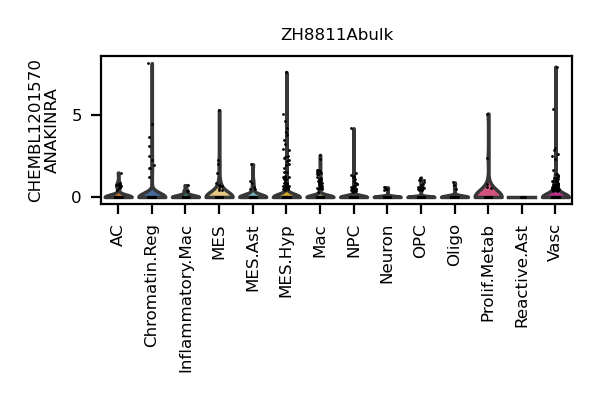 ZH8811Abulk
CHEMBL1201570
ANAKINRA
5
0
AC
Chromatin.Reg
Inflammatory.Mac
MES
MES.Ast
MES.Hyp
Mac
NPC
Neuron
OPC
Oligo
Prolif.Metab
Reactive.Ast
Vasc